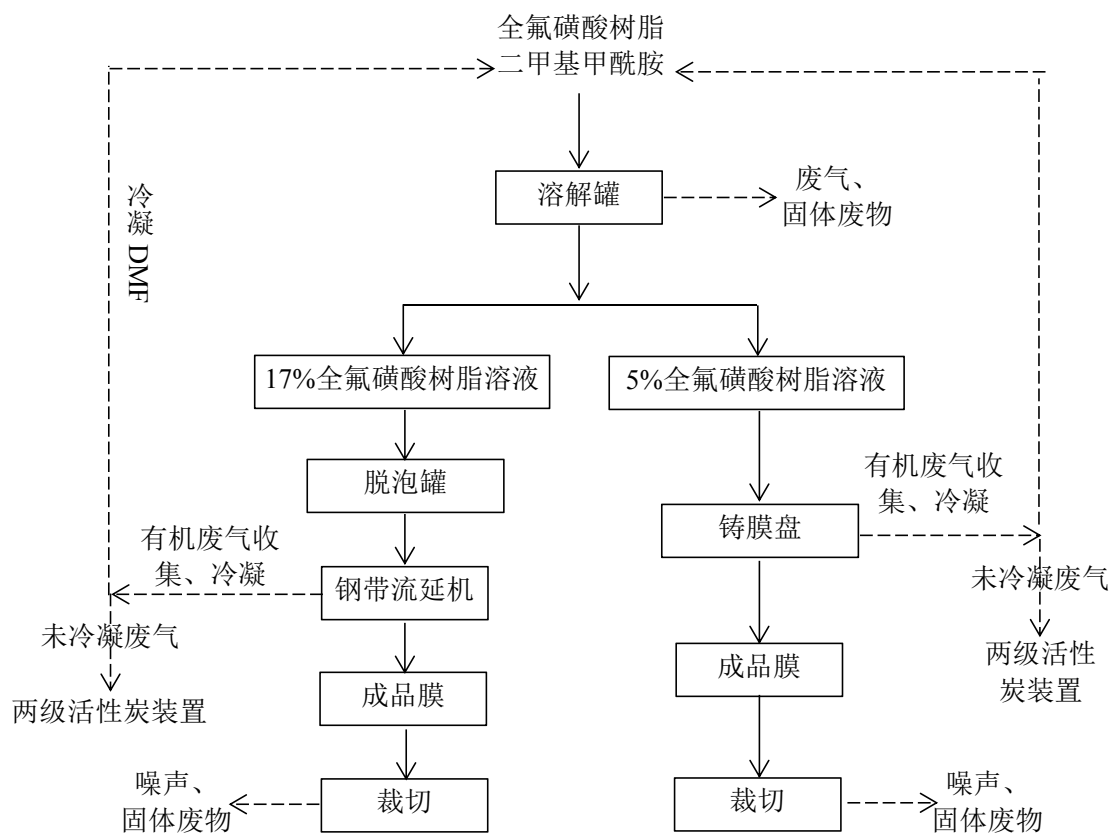 全氟磺酸树脂
二甲基甲酰胺
冷凝 DMF
溶解罐
废气、
固体废物
17%全氟磺酸树脂溶液
5%全氟磺酸树脂溶液
脱泡罐
有机废气收
集、冷凝
铸膜盘
有机废气收
集、冷凝
钢带流延机
未冷凝废气
未冷凝废气
两级活性炭装置
成品膜
成品膜
两级活性
炭装置
噪声、
固体废物
裁切
裁切
噪声、
固体废物